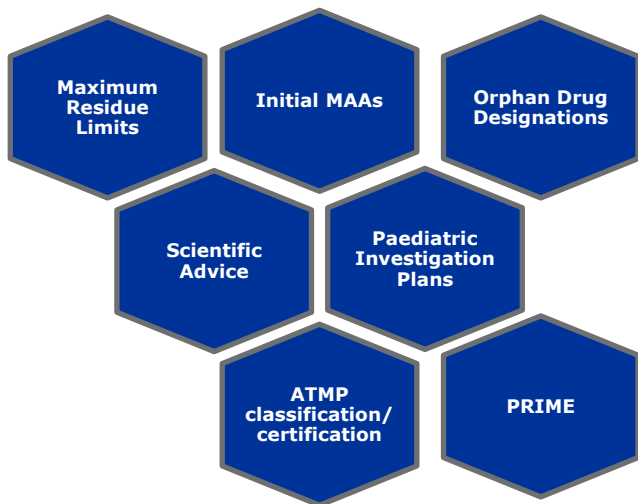 Maximum
Residue
Limits
Initial MAAs
Orphan Drug
Designations
Scientific
Advice
Paediatric
Investigation
Plans
ATMP
classification/
certification
PRIME